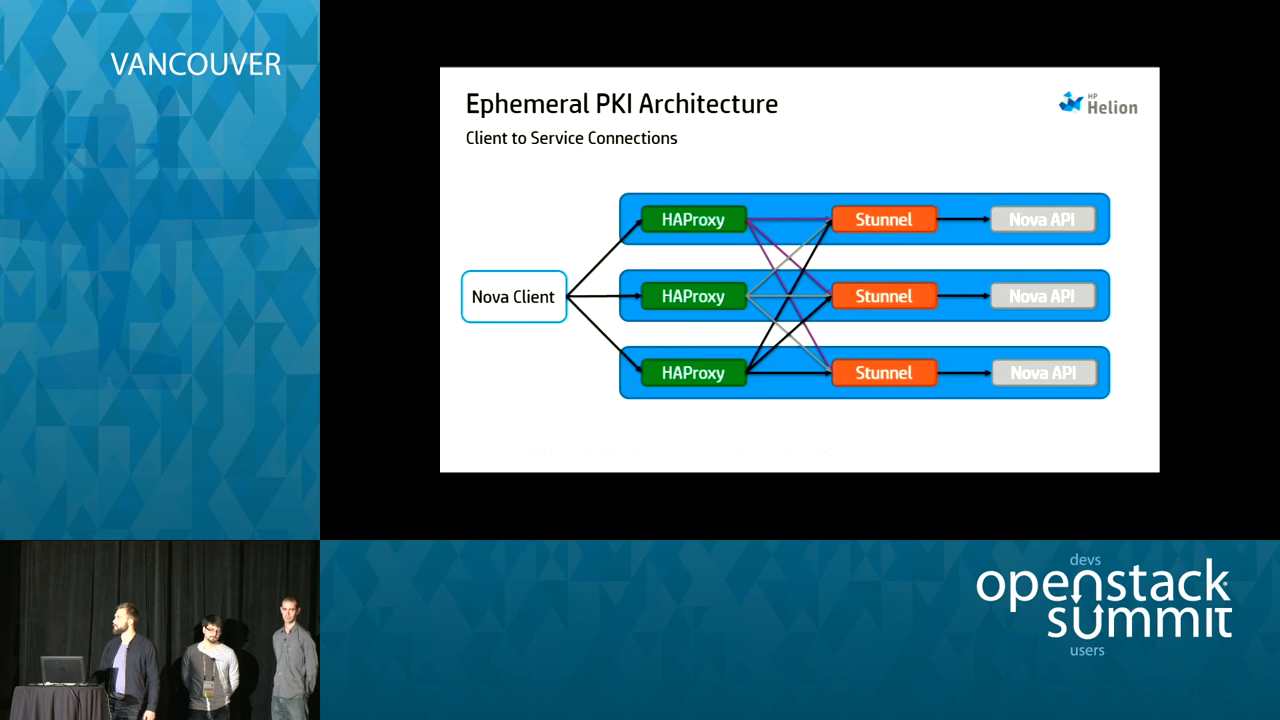 VANCOUVER
Ephemeral PKI Architecture
HP
Helion
Client to Service Connections
HAProxy
Stunnel
Nova API
Nova Client
HAProxy
Stunnel
Nova API
HAProxy
Stunnel
Nova API
devs
openstack
summit
users